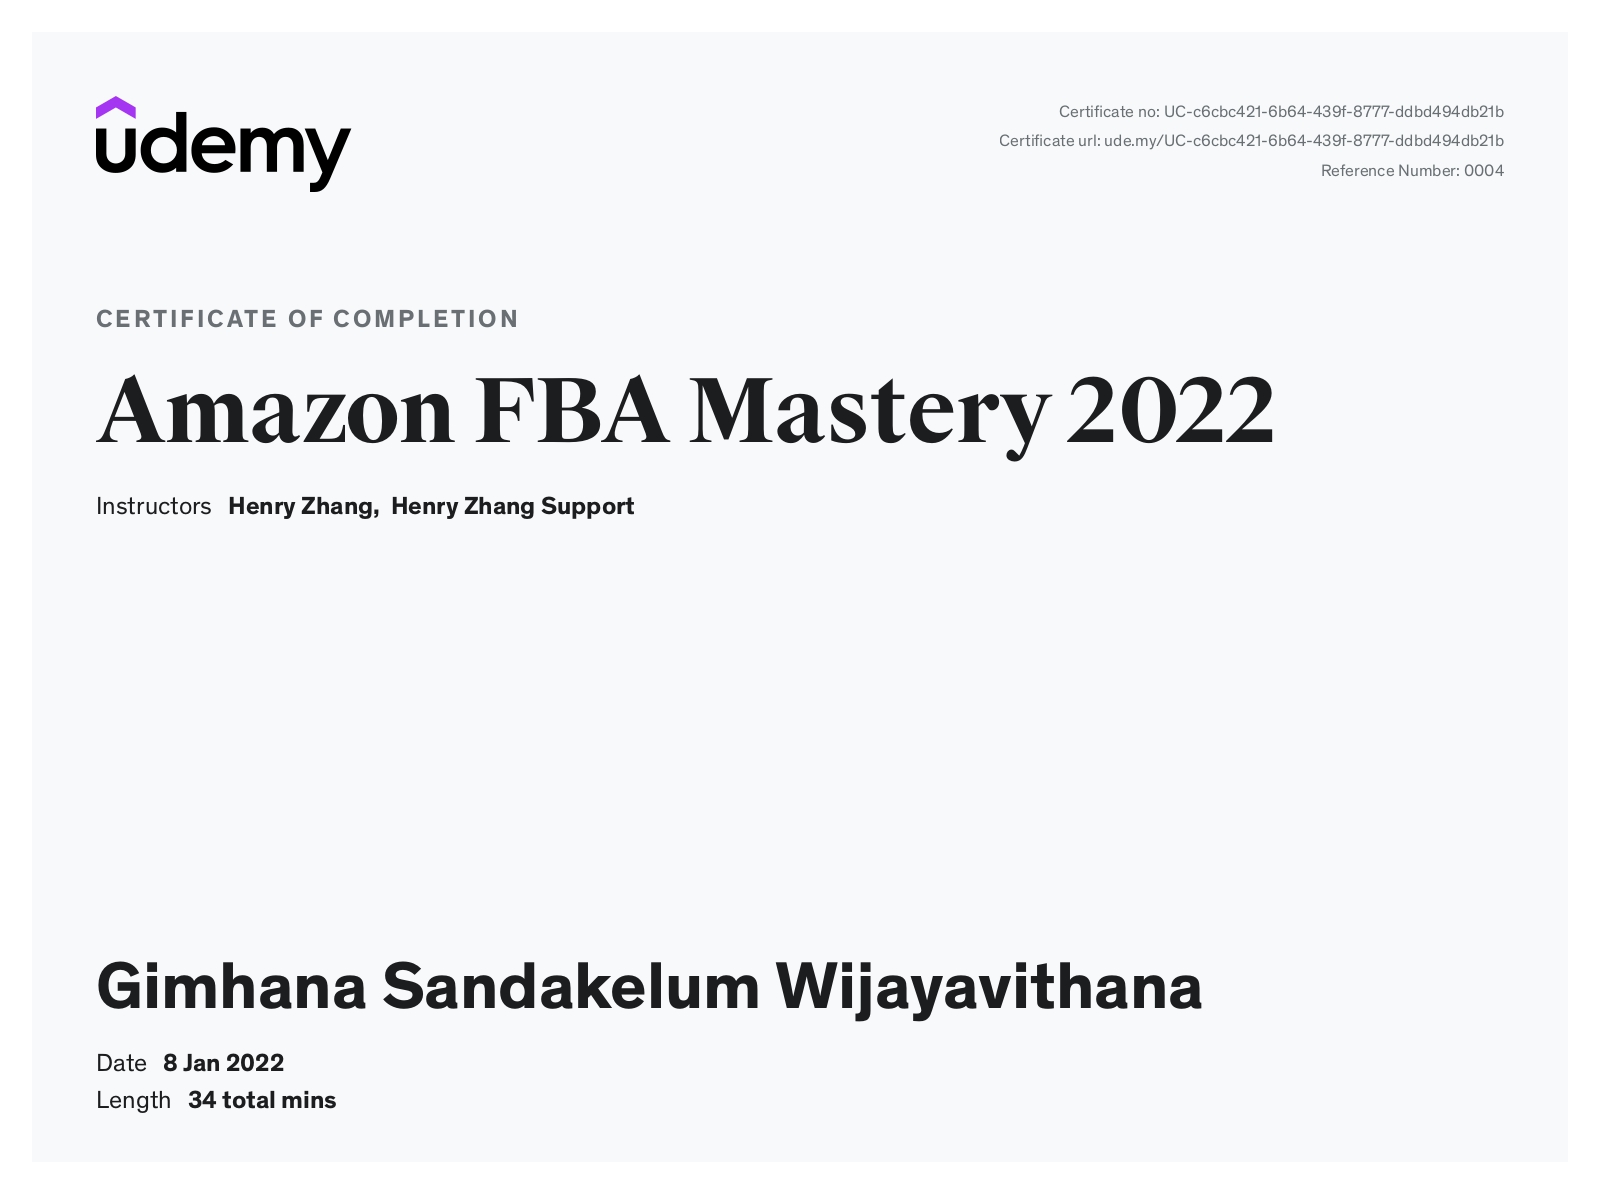 udemy
Certificate no: UC-c6cbc421-6b64-439f-8777-ddbd494db21b
Certificate url: ude.my/UC-c6cbc421-6b64-439f-8777-ddbd494db21b
Reference Number: 0004
CERTIFICATE OF COMPLETION
Amazon FBA Mastery 2022
Instructors Henry Zhang, Henry Zhang Support
Gimhana Sandakelum Wijayavithana
Date 8 Jan 2022
Length 34 total mins